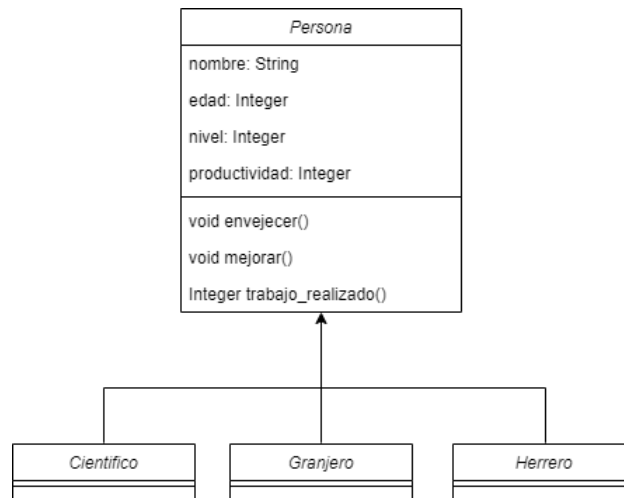 Persona
nombre: String
edad: Integer
nivel: Integer
productividad: Integer
void envejecer()
void mejorar()
Integer trabajo_realizado()
Cientifico
Granjero
Herrero